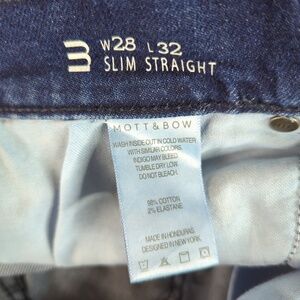 W28 L32
SLIM STRAIGHT
MOTT & BOW
WASH INSIDE OUT IN COLD WATER
WITH SIMILAR COLORS.
INDIGO MAY BLEED.
TUMBLE DRY LOW.
DO NOT BLEACH.
98% COTTON
2% ELASTANE
MADE IN HONDURAS
DESIGNED IN NEW YORK.